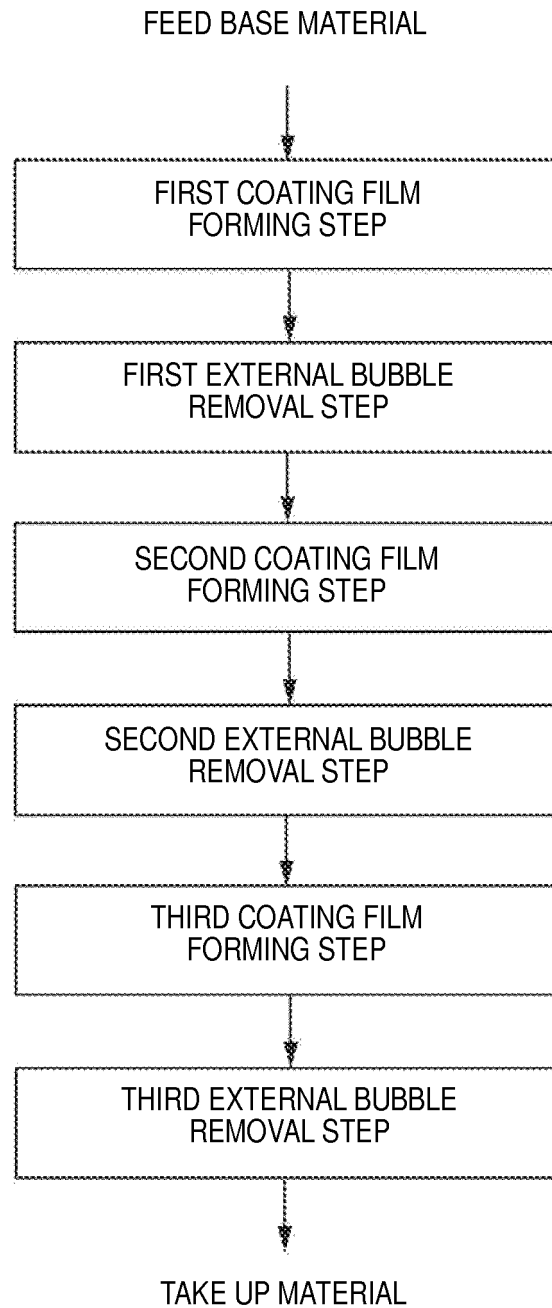 FEED BASE MATERIAL
FIRST COATING FILM
FORMING STEP
FIRST EXTERNAL BUBBLE
REMOVAL STEP
SECOND COATING FILM
FORMING STEP
SECOND EXTERNAL BUBBLE
REMOVAL STEP
THIRD COATING FILM
FORMING STEP
THIRD EXTERNAL BUBBLE
REMOVAL STEP
TAKE UP MATERIAL